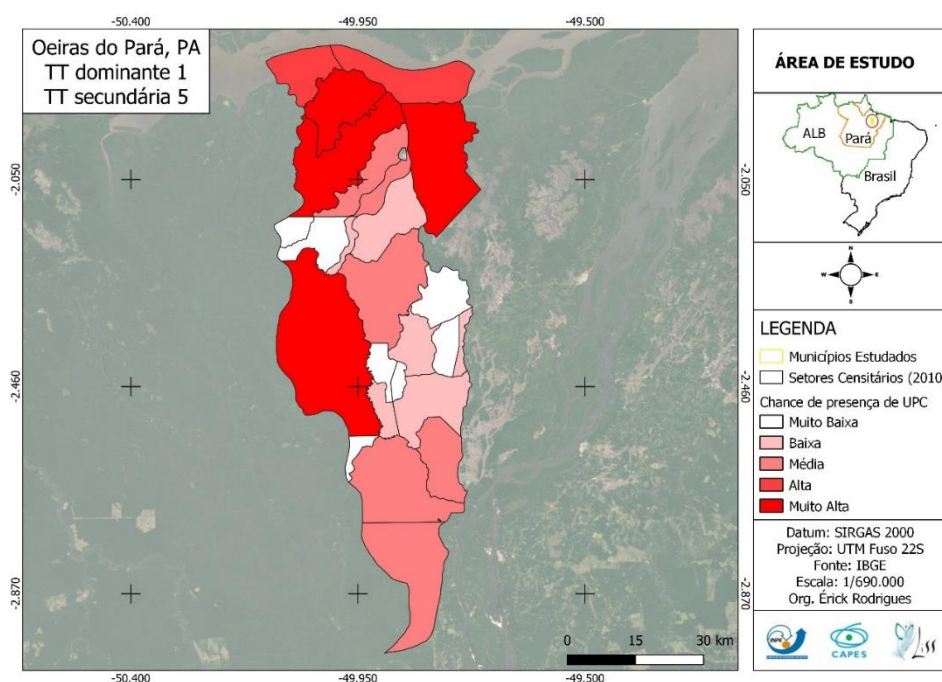 -50.400
-49.950
-49.500
Oeiras do Pará, PA
TT dominante 1
TT secundária 5
-2.050
-2.460
-2.870
-2.050
-2.460
-2.870
0 15 30 km
-50.400
-49.950
-49.500
ÁREA DE ESTUDO
ALB
Pará
Brasil
N
W
E
S
LEGENDA
Municípios Estudados
Setores Censitários (2010
Chance de presença de UPC
Muito Baixa
Baixa
Média
Alta
Muito Alta
Datum: SIRGAS 2000
Projeção: UTM Fuso 22S
Fonte: IBGE
Escala: 1/690.000
Org. Érick Rodrigues
INPE
CAPES
Liss